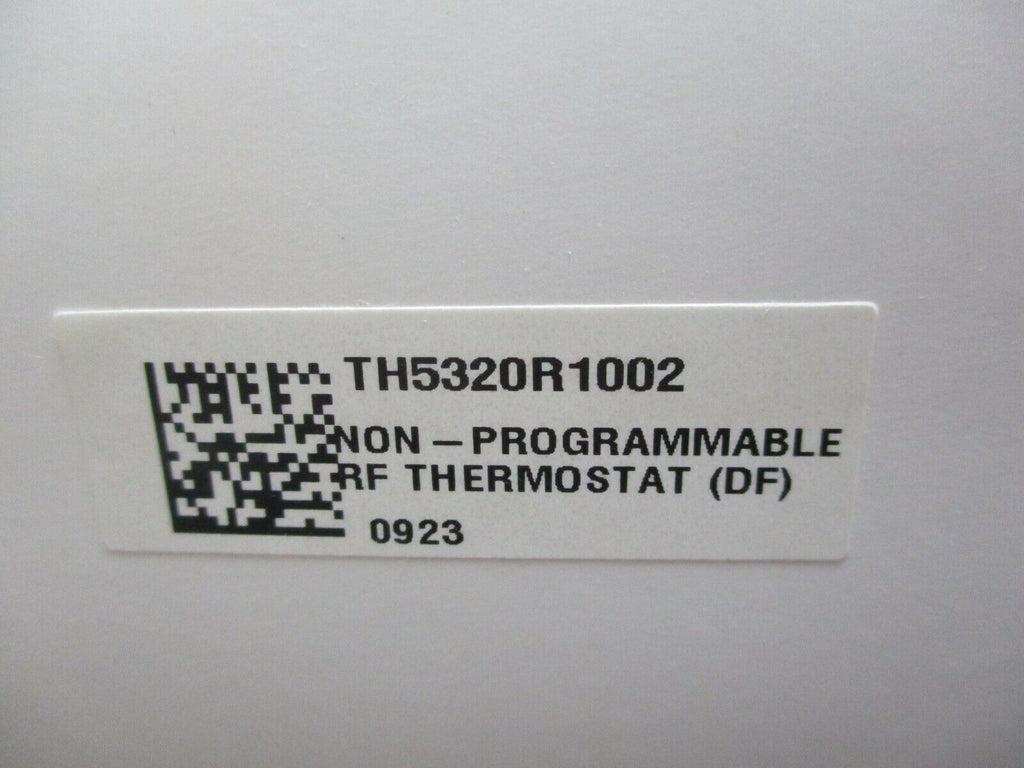 TH5320R1002
NON-PROGRAMMABLE
RF THERMOSTAT (DF)
0923